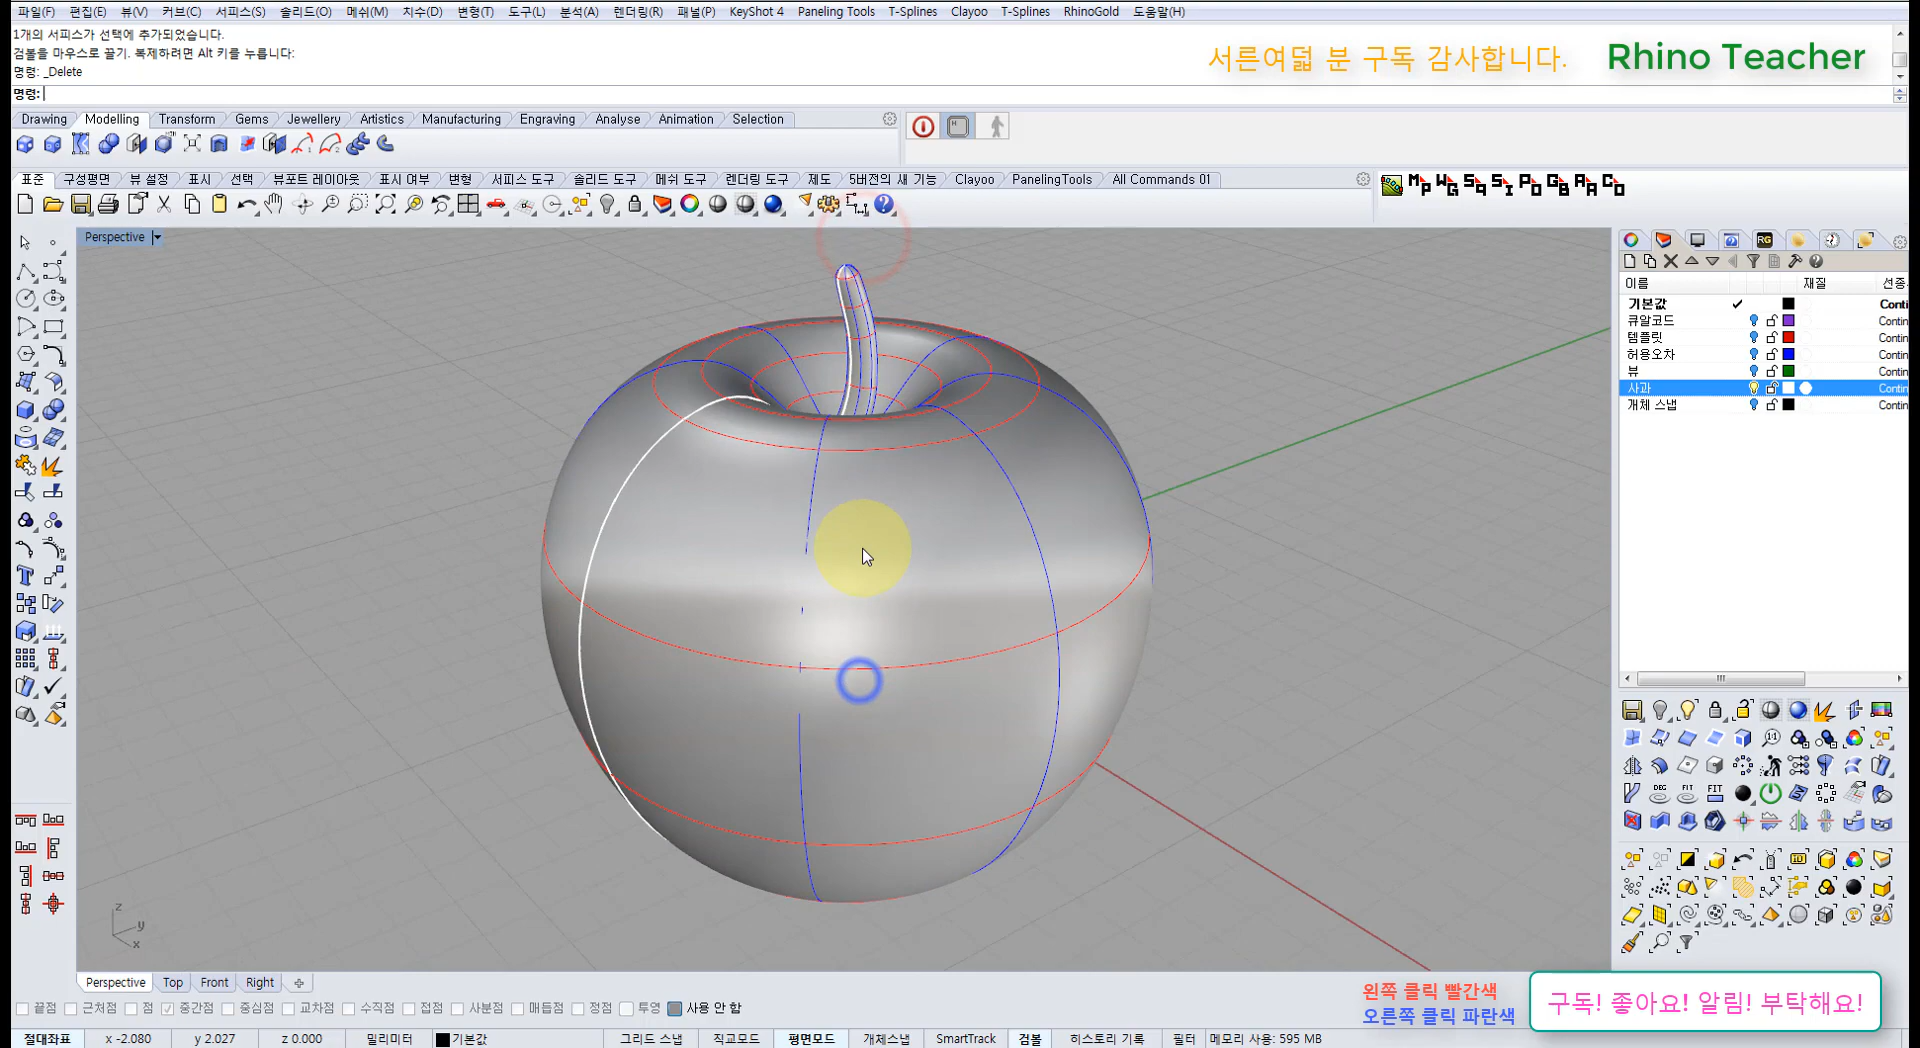 파일(F) 편집(E) 뷰(V) 커브(C) 서피스(S) 솔리드(O) 메쉬(M) 치수(D) 변형(T) 도구(L) 분석(A) 렌더링(R) 패널(P) KeyShot 4 Paneling Tools T-Splines Clayoo T-Splines RhinoGold 도움말(H)
1개의 서피스가 선택에 추가되었습니다.
검볼을 마우스로 끌기. 복제하려면 Alt 키를 누릅니다:
명령: _Delete
명령:
서른여덟 분 구독 감사합니다. Rhino Teacher
Drawing Modelling Transform Gems Jewellery Artistics Manufacturing Engraving Analyse Animation Selection
표준 구성평면 뷰 설정 표시 선택 뷰포트 레이아웃 표시 여부 변형 서피스 도구 솔리드 도구 메쉬 도구 렌더링 도구 제도 5버전의 새 기능 Clayoo PanelingTools All Commands 01
Perspective
이름 재질 선종
기본값 Conti
큐알코드 Contin
템플릿 Contin
허용오차 Contin
뷰 Contin
사과 Contin
개체 스냅 Contin
z
y
x
Perspective Top Front Right
끝점 근처점 점 중간점 중심점 교차점 수직점 접점 사분점 매듭점 정점 투영 사용 안 함
왼쪽 클릭 빨간색
오른쪽 클릭 파란색
구독! 좋아요! 알림! 부탁해요!
절대좌표 x -2.080 y 2.027 z 0.000 밀리미터 기본값 그리드 스냅 직교모드 평면모드 개체스냅 SmartTrack 검볼 히스토리 기록 필터 메모리 사용: 595 MB